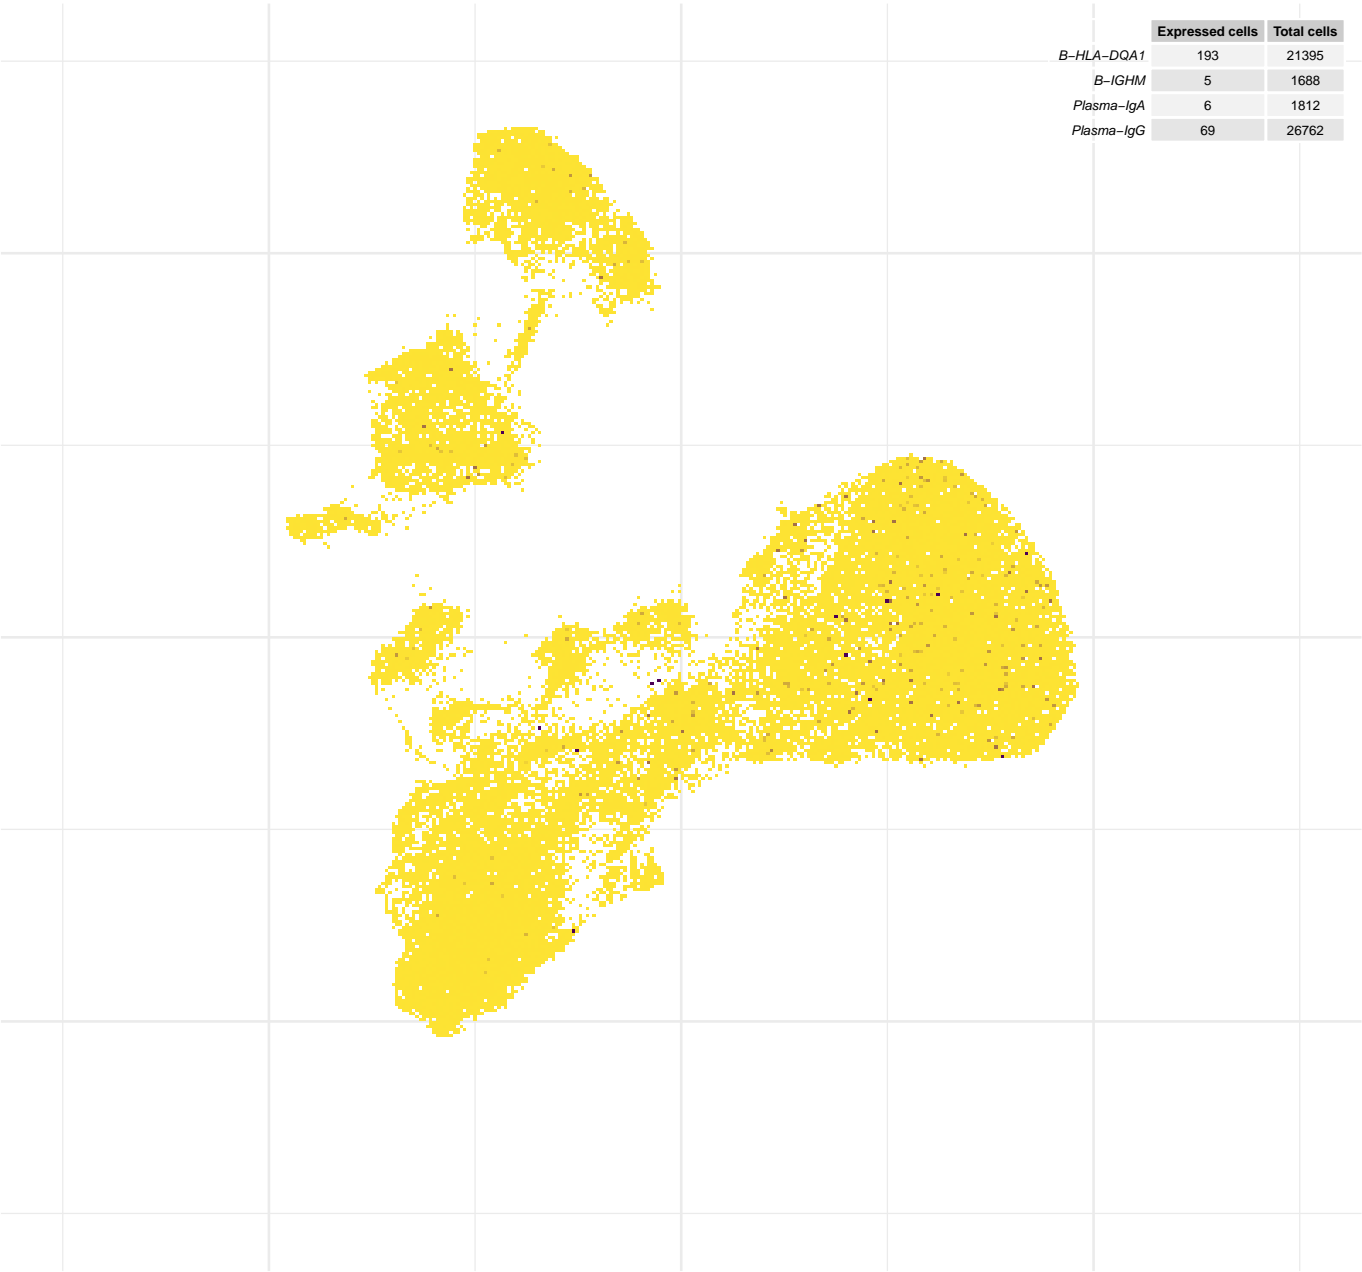 Expressed cells Total cells
B−HLA−DQA1 193 21395
B−IGHM 5 1688
Plasma−IgA 6 1812
Plasma−IgG 69 26762